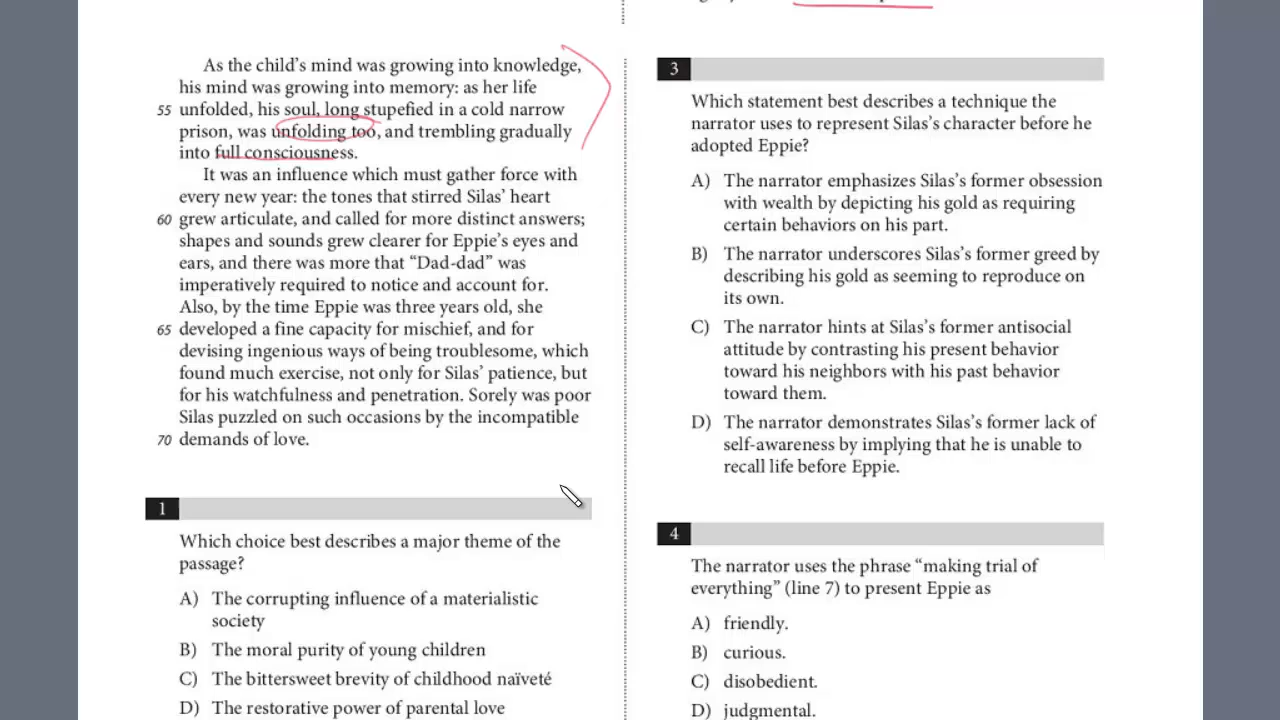 As the child’s mind was growing into knowledge,
his mind was growing into memory: as her life
55 unfolded, his soul, long stupefied in a cold narrow
prison, was unfolding too, and trembling gradually
into full consciousness.
It was an influence which must gather force with
every new year: the tones that stirred Silas’ heart
60 grew articulate, and called for more distinct answers;
shapes and sounds grew clearer for Eppie’s eyes and
ears, and there was more that “Dad-dad” was
imperatively required to notice and account for.
Also, by the time Eppie was three years old, she
65 developed a fine capacity for mischief, and for
devising ingenious ways of being troublesome, which
found much exercise, not only for Silas’ patience, but
for his watchfulness and penetration. Sorely was poor
Silas puzzled on such occasions by the incompatible
70 demands of love.
1
Which choice best describes a major theme of the
passage?
A) The corrupting influence of a materialistic
society
B) The moral purity of young children
C) The bittersweet brevity of childhood naïveté
D) The restorative power of parental love
3
Which statement best describes a technique the
narrator uses to represent Silas’s character before he
adopted Eppie?
A) The narrator emphasizes Silas’s former obsession
with wealth by depicting his gold as requiring
certain behaviors on his part.
B) The narrator underscores Silas’s former greed by
describing his gold as seeming to reproduce on
its own.
C) The narrator hints at Silas’s former antisocial
attitude by contrasting his present behavior
toward his neighbors with his past behavior
toward them.
D) The narrator demonstrates Silas’s former lack of
self-awareness by implying that he is unable to
recall life before Eppie.
4
The narrator uses the phrase “making trial of
everything” (line 7) to present Eppie as
A) friendly.
B) curious.
C) disobedient.
D) judgmental.